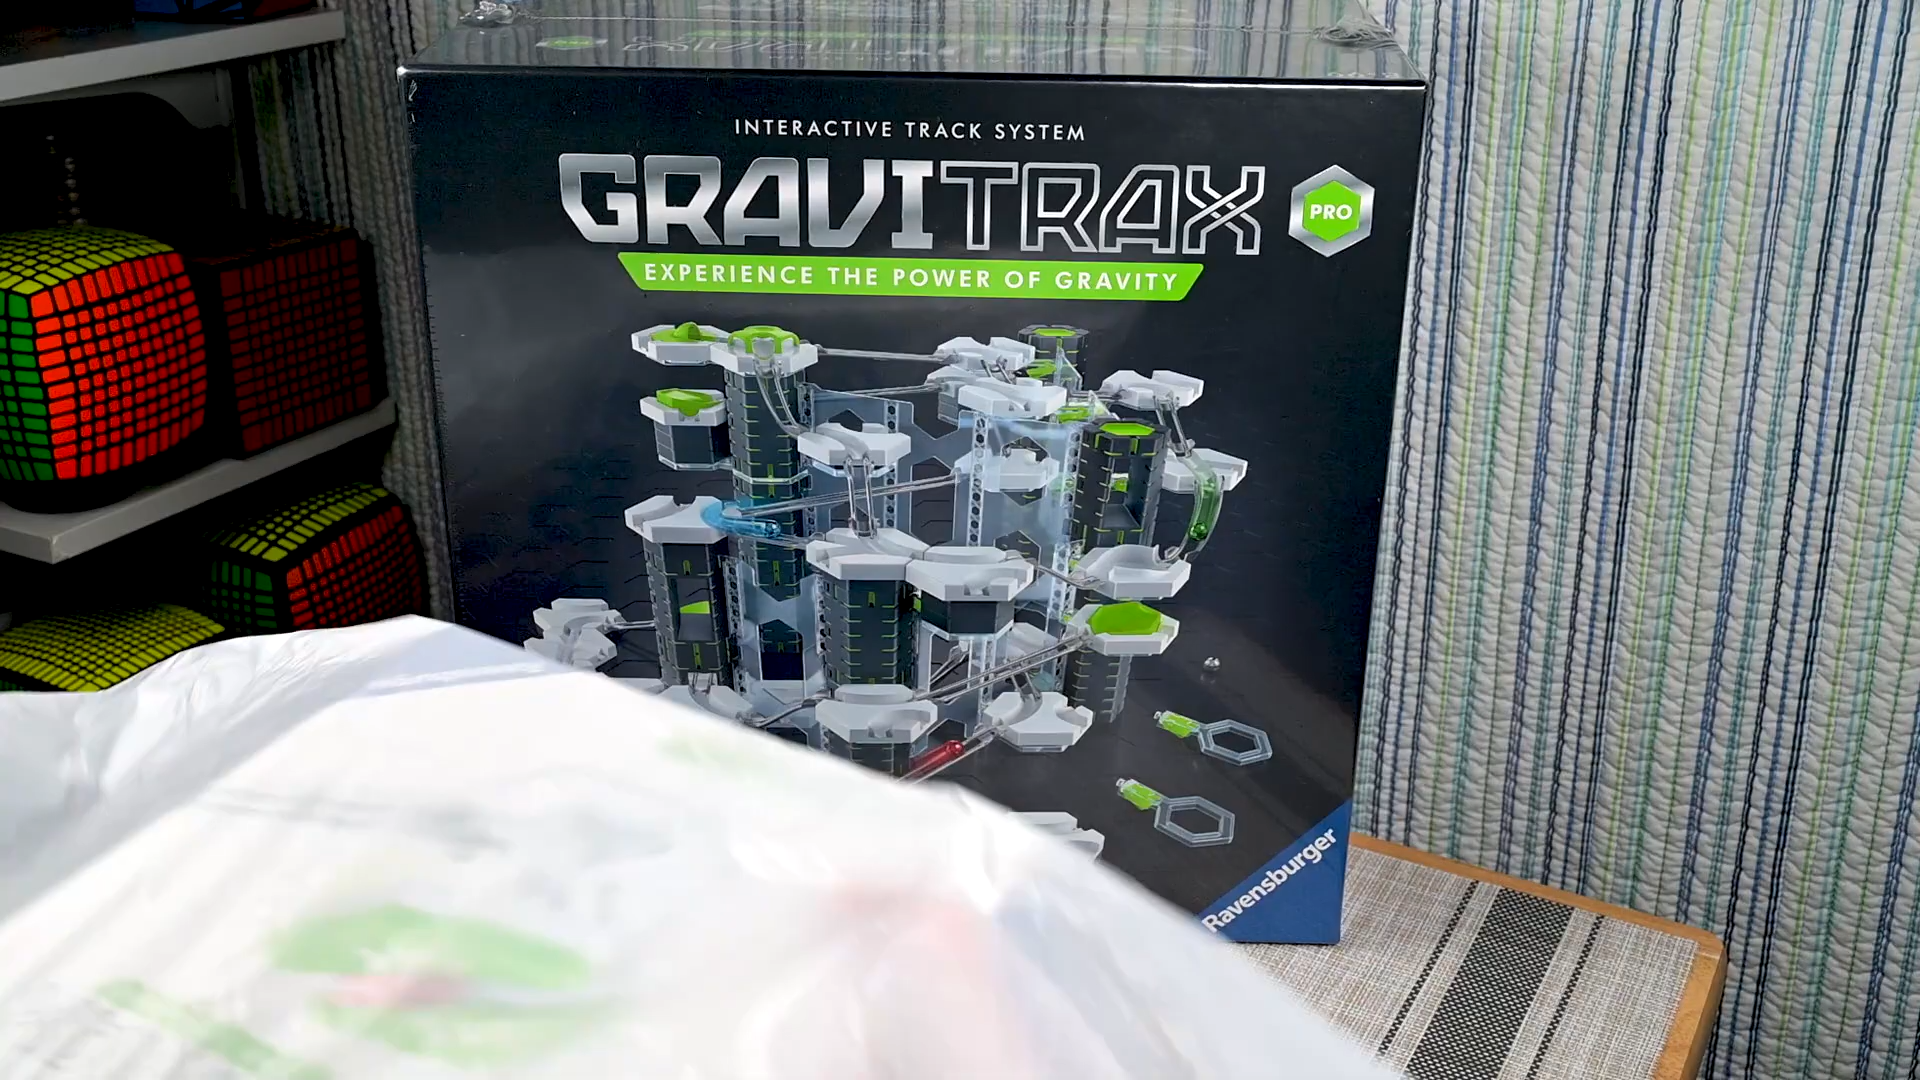 INTERACTIVE TRACK SYSTEM
GRAVITRAX
PRO
EXPERIENCE THE POWER OF GRAVITY
Ravensburger